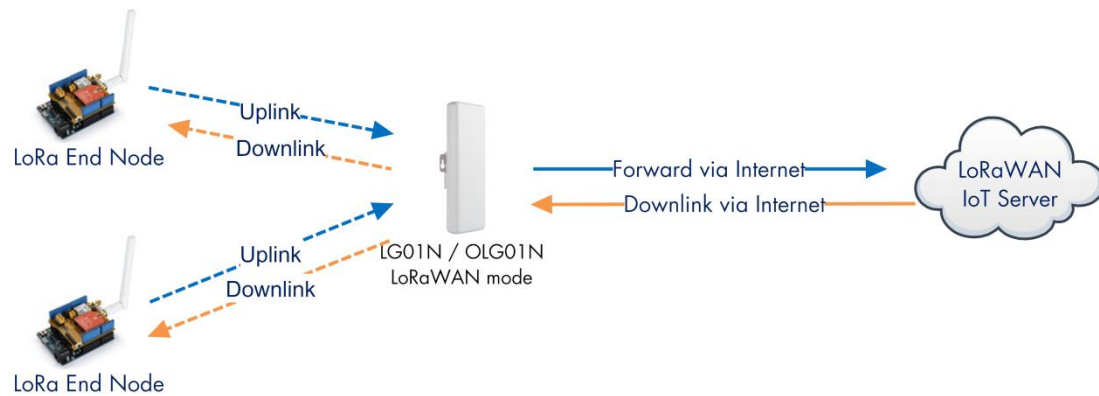 Uplink
Downlink
LoRa End Node
Forward via Internet
Downlink via Internet
LoRaWAN
IoT Server
Uplink
Downlink
LG01N / OLG01N
LoRaWAN mode
LoRa End Node